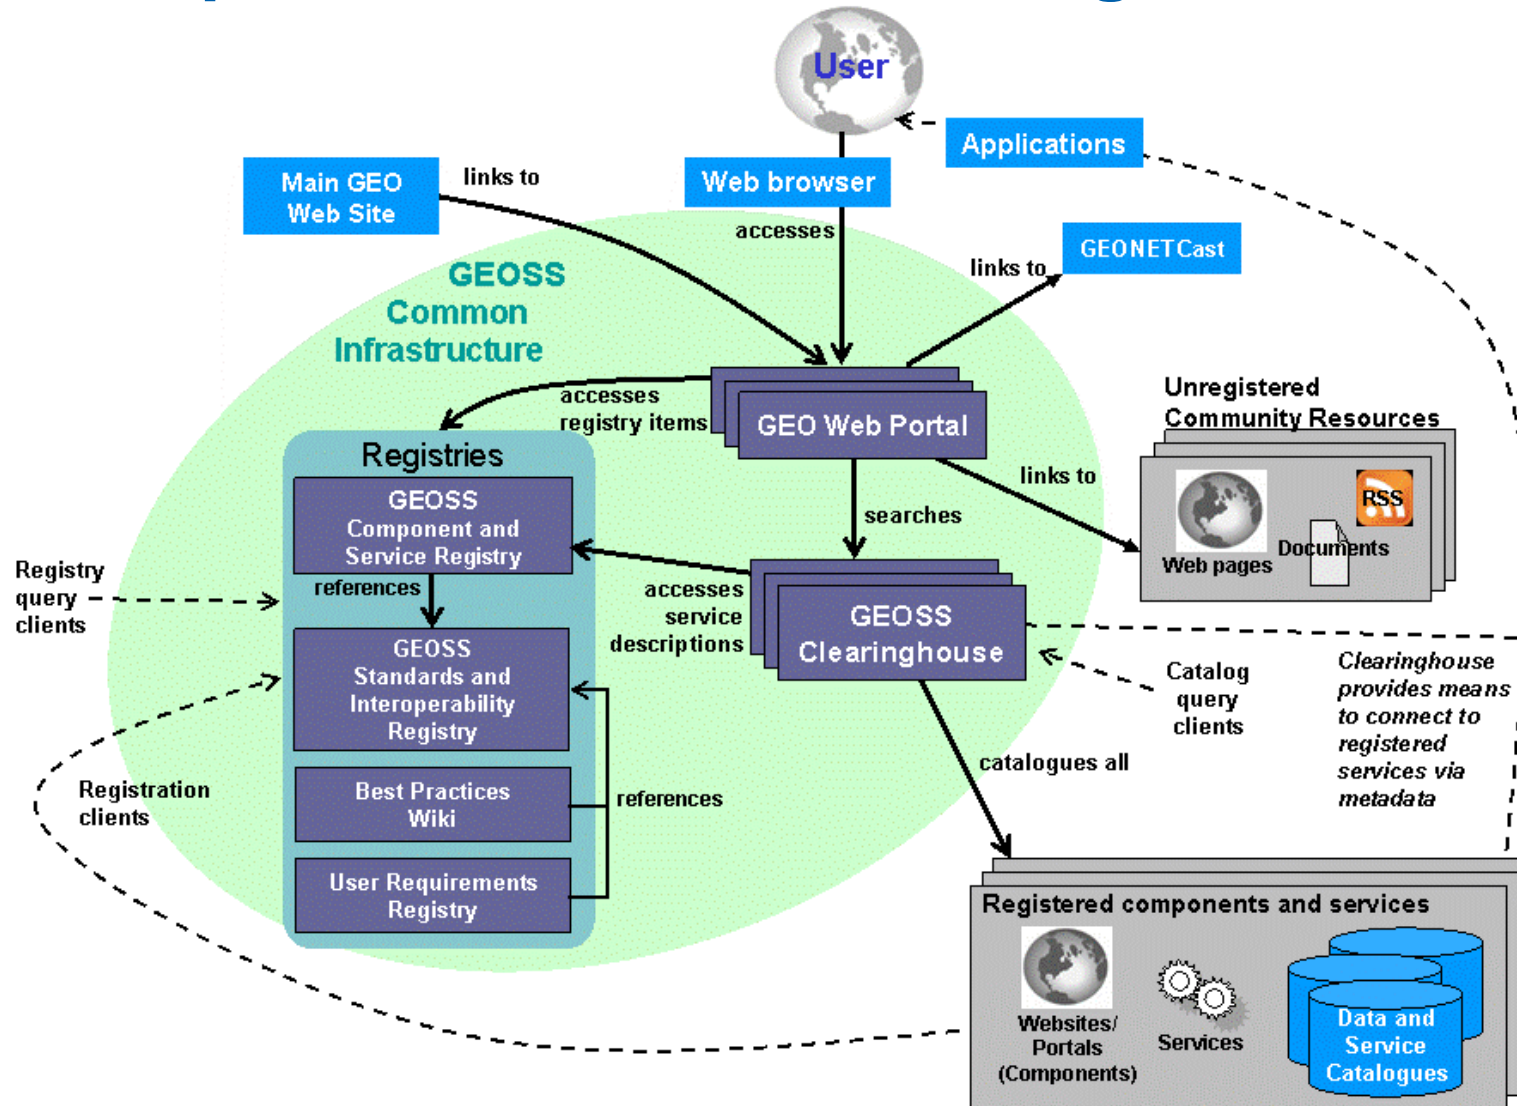 User
Applications
Main GEO
Web Site
links to
Web browser
accesses
GEONETCast
links to
GEOSS
Common
Infrastructure
accesses
registry items
GEO Web Portal
Unregistered
Community Resources
RSS
Documents
Web pages
links to
searches
Registries
GEOSS
Component and
Service Registry
references
Registry
query
clients
accesses
service
descriptions
GEOSS
Clearinghouse
GEOSS
Standards and
Interoperability
Registry
Catalog
query
clients
Clearinghouse
provides means
to connect to
registered
services via
metadata
catalogues all
Registration
clients
Best Practices
Wiki
references
User Requirements
Registry
Registered components and services
Websites/
Portals
(Components)
Services
Data and
Service
Catalogues